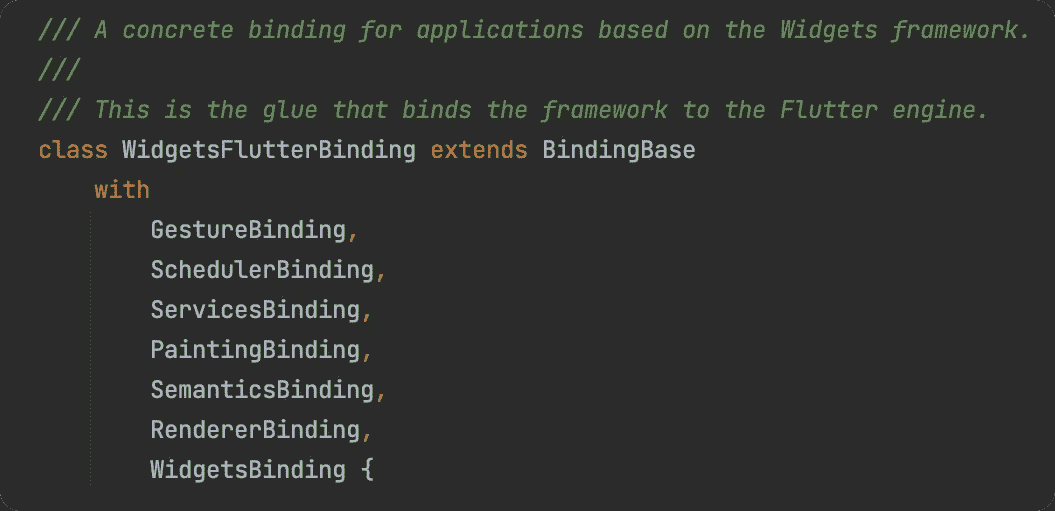 /// A concrete binding for applications based on the Widgets framework.
///
/// This is the glue that binds the framework to the Flutter engine.
class WidgetsFlutterBinding extends BindingBase
with
GestureBinding,
SchedulerBinding,
ServicesBinding,
PaintingBinding,
SemanticsBinding,
RendererBinding,
WidgetsBinding {